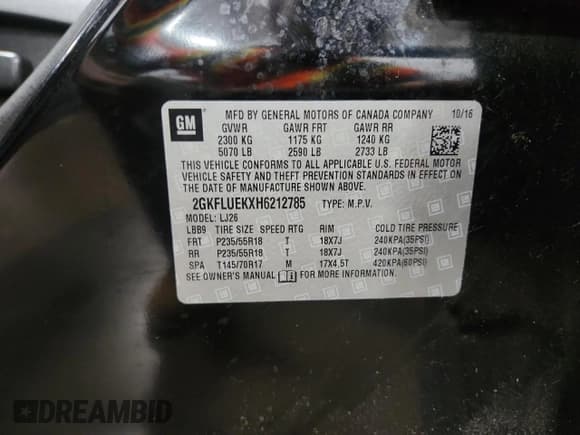 GM
MFD BY GENERAL MOTORS OF CANADA COMPANY 10/16
GVWR GAWR FRT GAWR RR
2300 KG 1175 KG 1240 KG
5070 LB 2590 LB 2733 LB
THIS VEHICLE CONFORMS TO ALL APPLICABLE U.S. FEDERAL MOTOR
VEHICLE SAFETY AND THEFT PREVENTION STANDARDS IN EFFECT ON
THE DATE OF MANUFACTURE SHOWN ABOVE.
2GKFLUEKXH6212785 TYPE: M.P.V.
MODEL: LJ26
LBB9 TIRE SIZE SPEED RTG RIM COLD TIRE PRESSURE
FRT P235/55R18 T 18X7J 240KPA(35PSI)
RR P235/55R18 T 18X7J 240KPA(35PSI)
SPA T145/70R17 M 17X4.5T 420KPA(60PSI)
SEE OWNER'S MANUAL FOR MORE INFORMATION.
DREAMBID